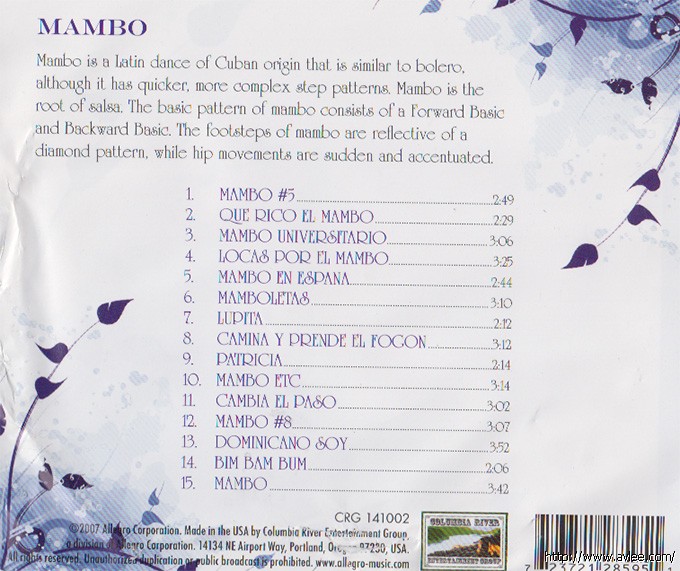 MAMBO
Mambo is a Latin dance of Cuban origin that is similar to bolero,
although it has quicker, more complex step patterns. Mambo is the
root of salsa. The basic pattern of mambo consists of a Forward Basic
and Backward Basic. The footsteps of mambo are reflective of a
diamond pattern, while hip movements are sudden and accentuated.
1. MAMBO #5 2:49
2. QUE RICO EL MAMBO 2:29
3. MAMBO UNIVERSITARIO 3:06
4. LOCAS POR EL MAMBO 3:25
5. MAMBO EN ESPANA 2:44
6. MAMBOLETAS 3:10
7. LUPITA 2:12
8. CAMINA Y PRENDE EL FOGON 3:12
9. PATRICIA 2:14
10. MAMBO ETC 3:14
11. CAMBIA EL PASO 3:02
12. MAMBO #8 3:07
13. DOMINICANO SOY 3:52
14. BIM BAM BUM 2:06
15. MAMBO 3:42
CRG 141002
©2007 Allegro Corporation. Made in the USA by Columbia River Entertainment Group,
a division of Allegro Corporation. 14134 NE Airport Way, Portland, Oregon 97230, USA.
All rights reserved. Unauthorized duplication or public broadcast is prohibited. www.allegro-music.com
COLUMBIA RIVER
ENTERTAINMENT GROUP
http://www.aviee.com/